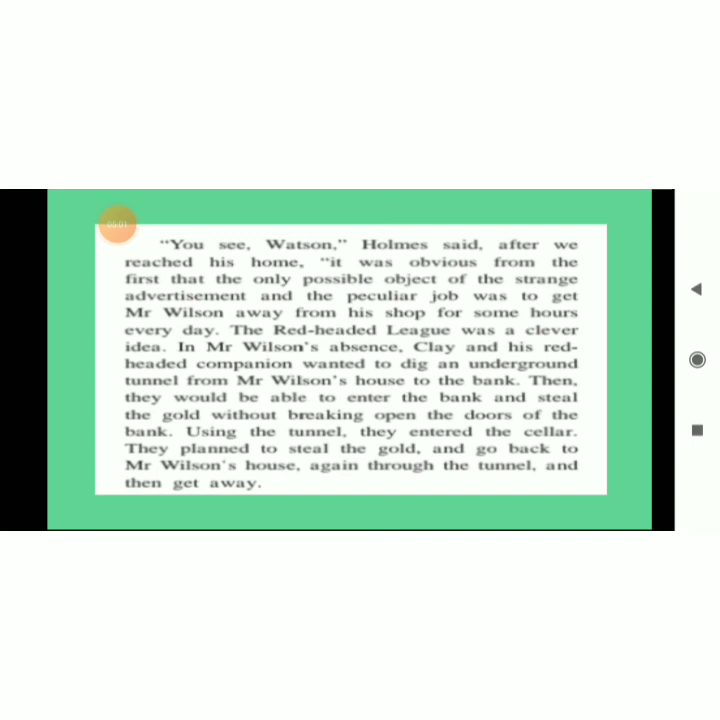 03:01
"You see, Watson," Holmes said, after we
reached his home, "it was obvious from the
first that the only possible object of the strange
advertisement and the peculiar job was to get
Mr Wilson away from his shop for some hours
every day. The Red-headed League was a clever
idea. In Mr Wilson's absence, Clay and his red-
headed companion wanted to dig an underground
tunnel from Mr Wilson's house to the bank. Then,
they would be able to enter the bank and steal
the gold without breaking open the doors of the
bank. Using the tunnel, they entered the cellar.
They planned to steal the gold, and go back to
Mr Wilson's house, again through the tunnel, and
then get away.